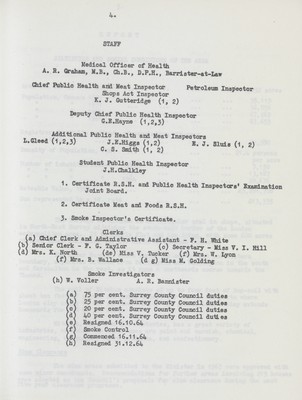 4.
STAFF
Medical Officer of Health
A. R. Graham, M.B., Ch.B., D.P.H., Barrister-at-Law
Chief Public Health and Meat Inspector Petroleum Inspector
Shops Act Inspector
K. J. Gutteridge (1, 2)
Deputy Chief Public Health Inspector
G.E.Hayne (1,2,3)
Additional Public Health and Meat Inspectors
L.Gleed (1,2,3) J.E.Higgs (1,2) E. J. Sluis (1, 2)
C. S. Smith (1, 2)
Student Public Health Inspector
J.H.Chalkley
1. Certificate R.S.H. and Public Health Inspectors' Examination
Joint Board.
2. Certificate Meat and Foods R.S.H.
3. Smoke Inspector's Certificate.
Clerks
(a) Chief Clerk and Administrative Assistant - F. H. White
(b) Senior Clerk - F. G. Taylor (c) Secretary - Miss V. I. Hill
(d) Mrs. K. North (de) Miss V. Tucker (f) Mrs. W. Lyon
(f) Mrs. B. Wallace (d g) Miss M. Golding
Smoke Investigators
(h) W. Voller A. B. Bannister
(a) 75 per cent. Surrey County Council duties
(b) 25 per cent. Surrey County Council duties
(c) 20 per cent. Surrey County Council duties
(d) 40 per cent. Surrey County Council duties
(e) Resigned 16.10.64
(f) Smoke Control
(g) Commenced 16.11.64
(h) Resigned 31.12.64